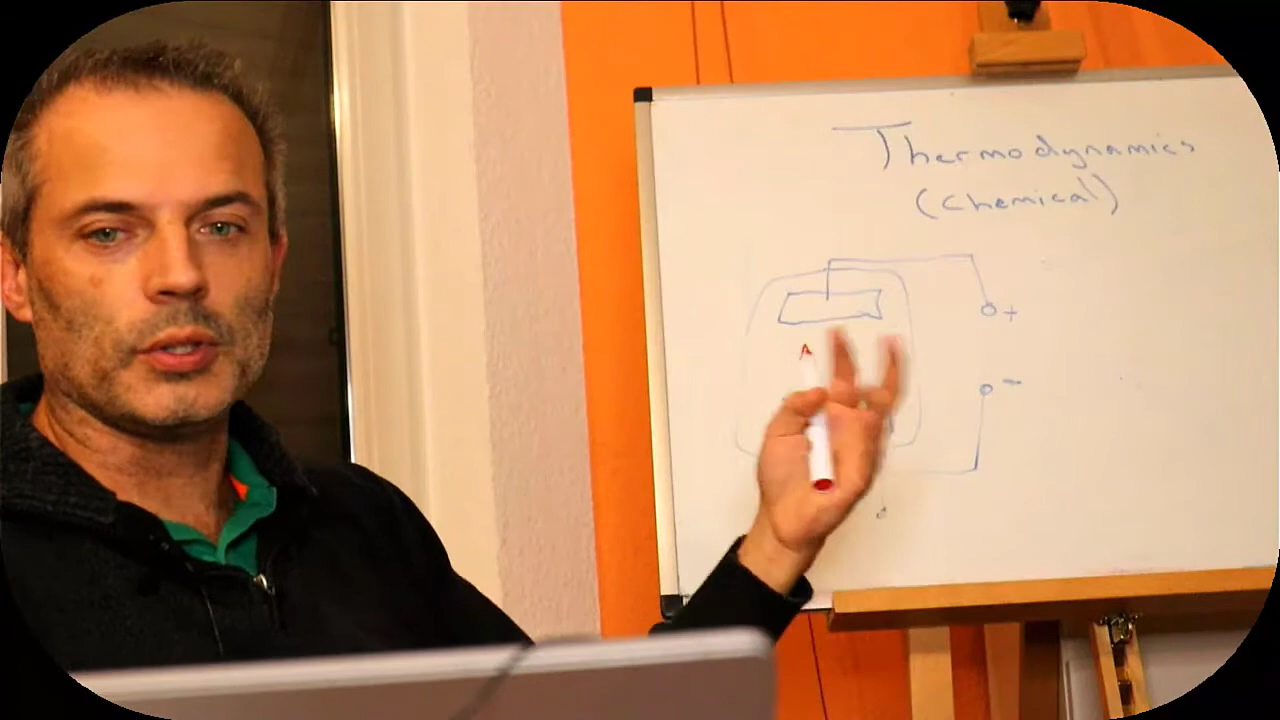 Thermodynamics
(Chemical)
+
A
-